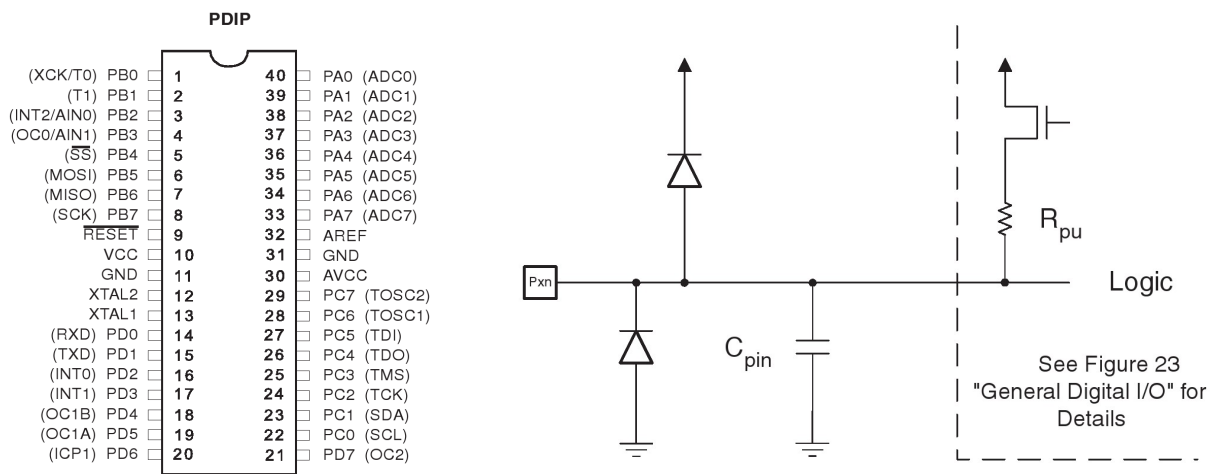 PDIP
(XCK/T0) PB0 1 40 PA0 (ADC0)
(T1) PB1 2 39 PA1 (ADC1)
(INT2/AIN0) PB2 3 38 PA2 (ADC2)
(OC0/AIN1) PB3 4 37 PA3 (ADC3)
(SS) PB4 5 36 PA4 (ADC4)
(MOSI) PB5 6 35 PA5 (ADC5)
(MISO) PB6 7 34 PA6 (ADC6)
(SCK) PB7 8 33 PA7 (ADC7)
RESET 9 32 AREF
VCC 10 31 GND
GND 11 30 AVCC
XTAL2 12 29 PC7 (TOSC2)
XTAL1 13 28 PC6 (TOSC1)
(RXD) PD0 14 27 PC5 (TDI)
(TXD) PD1 15 26 PC4 (TDO)
(INT0) PD2 16 25 PC3 (TMS)
(INT1) PD3 17 24 PC2 (TCK)
(OC1B) PD4 18 23 PC1 (SDA)
(OC1A) PD5 19 22 PC0 (SCL)
(ICP1) PD6 20 21 PD7 (OC2)
Rpu
Pxn
Logic
Cpin
See Figure 23
"General Digital I/O" for
Details